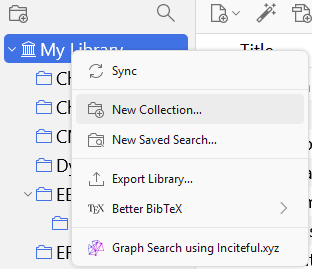 Title
My Library
Sync
Ch
New Collection...
Ch
CM
New Saved Search...
Dy
Export Library...
EE
TEX Better BibTeX
EF
Graph Search using Inciteful.xyz